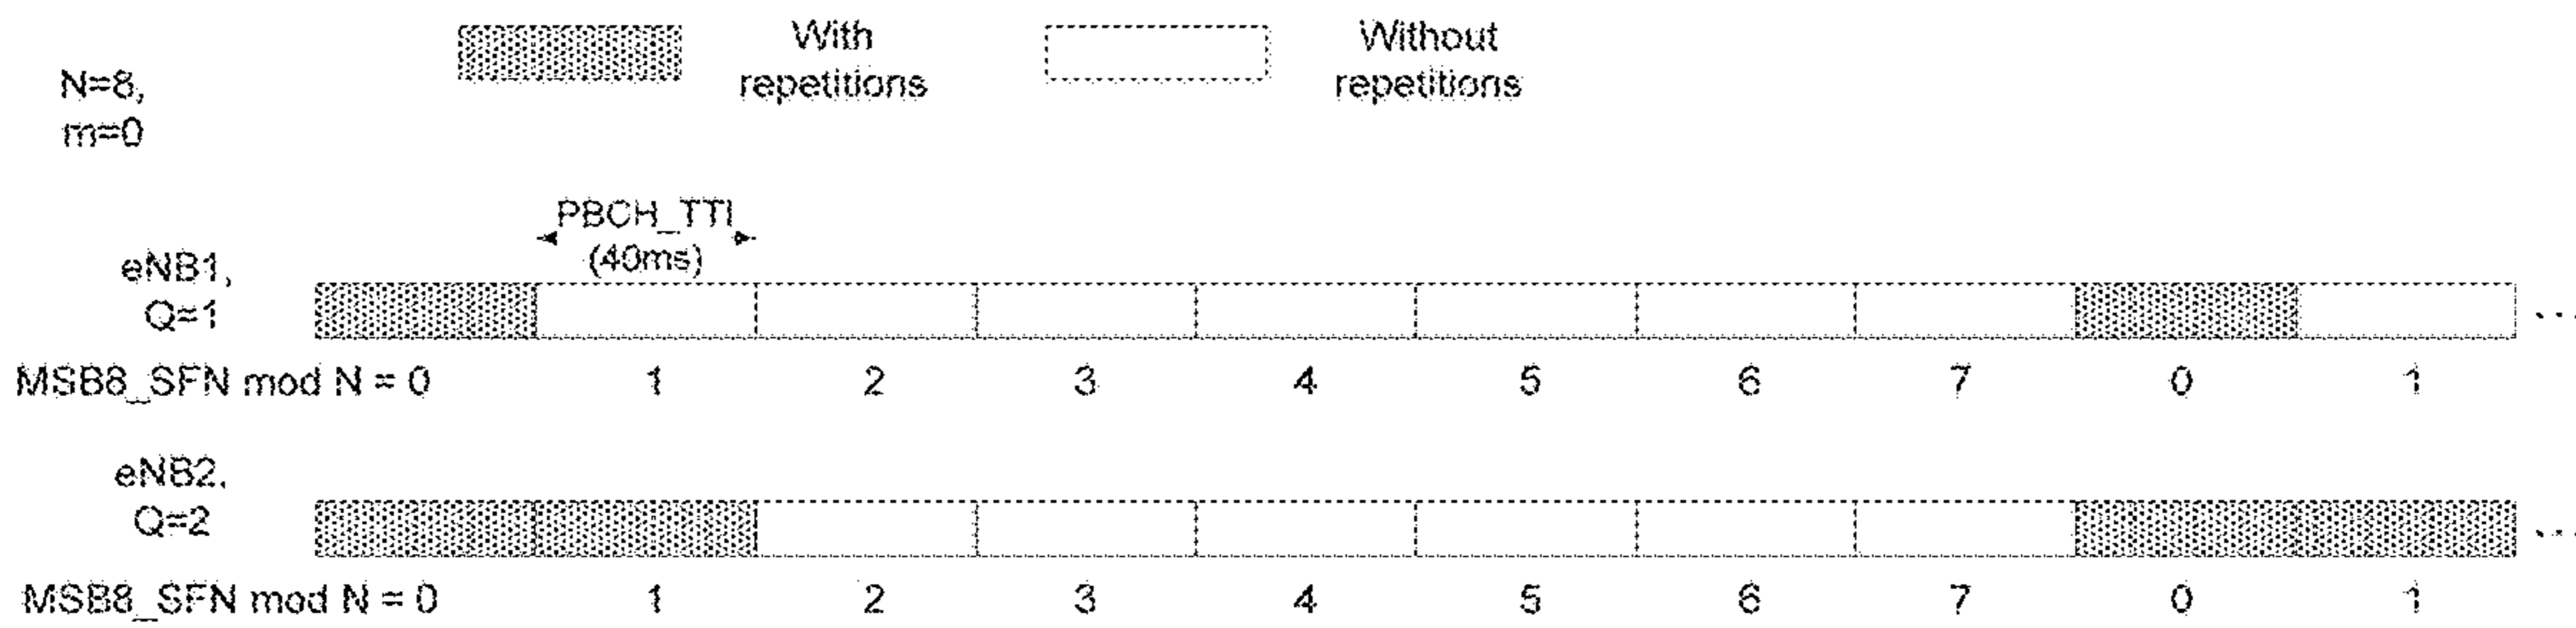 With
repetitions
Without
repetitions
N=8,
m=0
PBCH_TTI
(40ms)
eNB1,
Q=1
MSB8_SFN mod N = 0 1 2 3 4 5 6 7 0 1
...
eNB2,
Q=2
MSB8_SFN mod N = 0 1 2 3 4 5 6 7 0 1
...